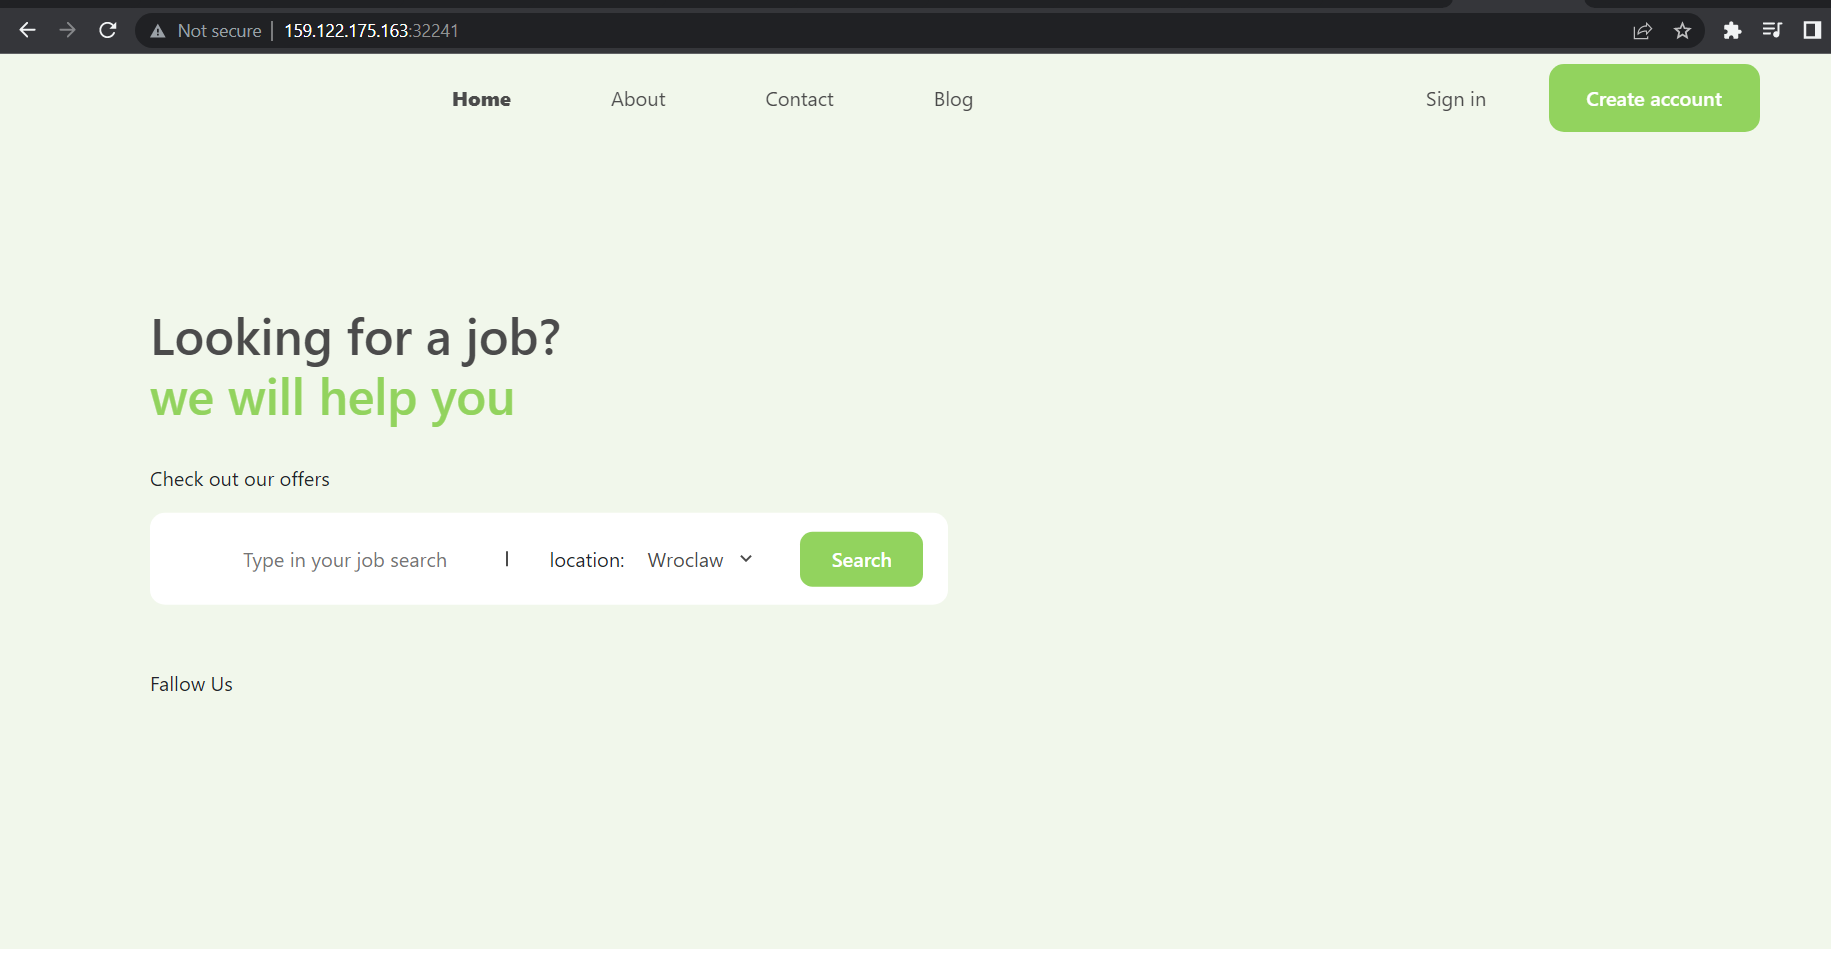 Not secure | 159.122.175.163:32241
Home About Contact Blog Sign in Create account
Looking for a job?
we will help you
Check out our offers
Type in your job search | location: Wroclaw Search
Fallow Us